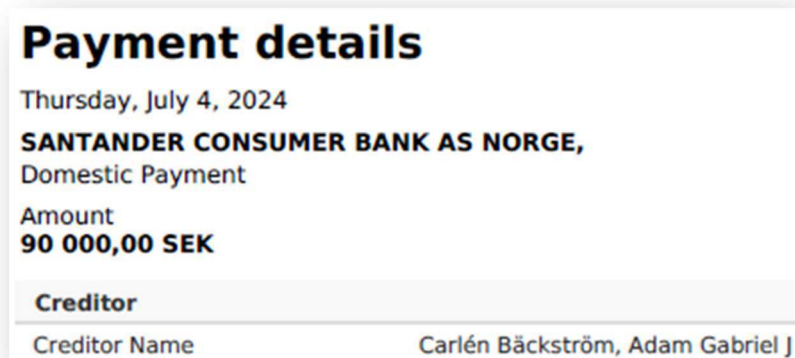 Payment details
Thursday, July 4, 2024
SANTANDER CONSUMER BANK AS NORGE,
Domestic Payment
Amount
90 000,00 SEK
Creditor
Creditor Name Carlén Bäckström, Adam Gabriel J